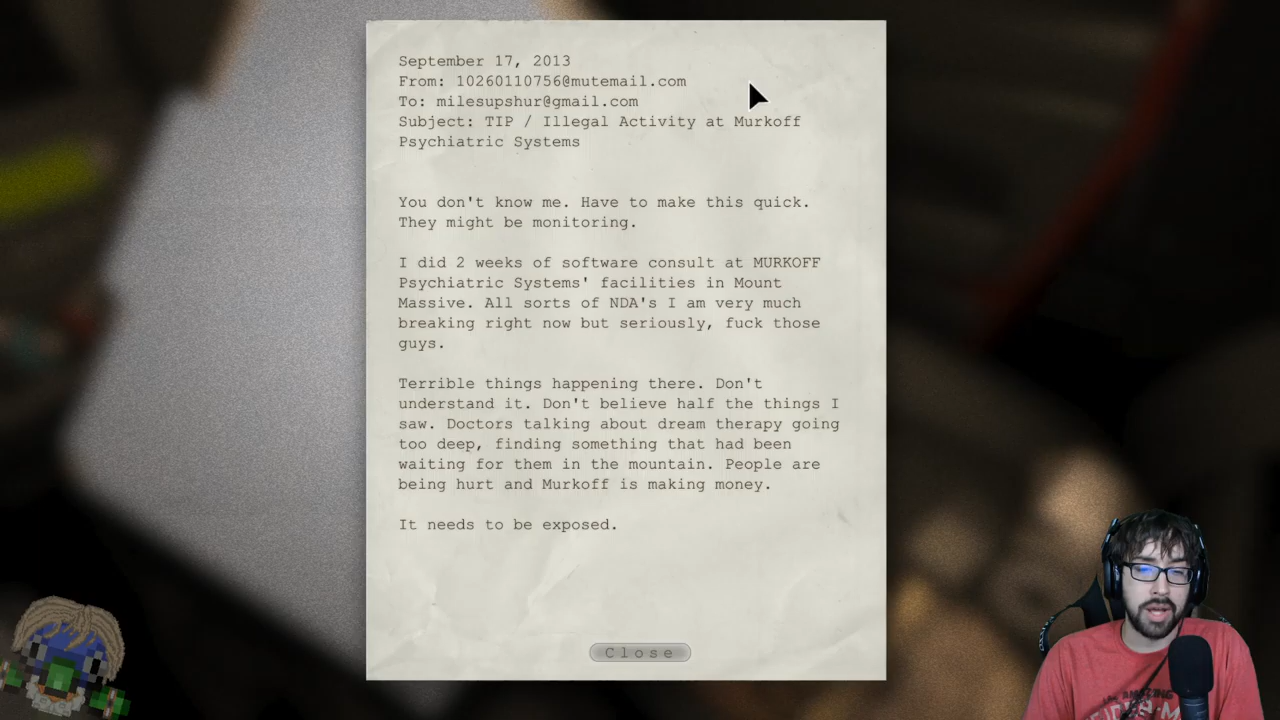 September 17, 2013
From: 10260110756@mutemail.com
To: milesupshur@gmail.com
Subject: TIP / Illegal Activity at Murkoff
Psychiatric Systems
You don't know me. Have to make this quick.
They might be monitoring.
I did 2 weeks of software consult at MURKOFF
Psychiatric Systems' facilities in Mount
Massive. All sorts of NDA's I am very much
breaking right now but seriously, fuck those
guys.
Terrible things happening there. Don't
understand it. Don't believe half the things I
saw. Doctors talking about dream therapy going
too deep, finding something that had been
waiting for them in the mountain. People are
being hurt and Murkoff is making money.
It needs to be exposed.
Close
AMAZING